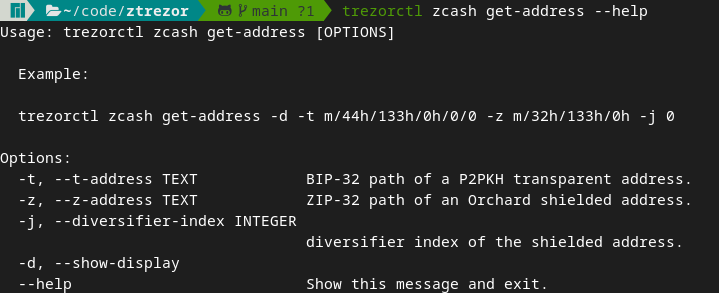 ~/code/ztrezor main ?1 trezorctl zcash get-address --help
Usage: trezorctl zcash get-address [OPTIONS]
Example:
trezorctl zcash get-address -d -t m/44h/133h/0h/0/0 -z m/32h/133h/0h -j 0
Options:
-t, --t-address TEXT BIP-32 path of a P2PKH transparent address.
-z, --z-address TEXT ZIP-32 path of an Orchard shielded address.
-j, --diversifier-index INTEGER
diversifier index of the shielded address.
-d, --show-display
--help Show this message and exit.